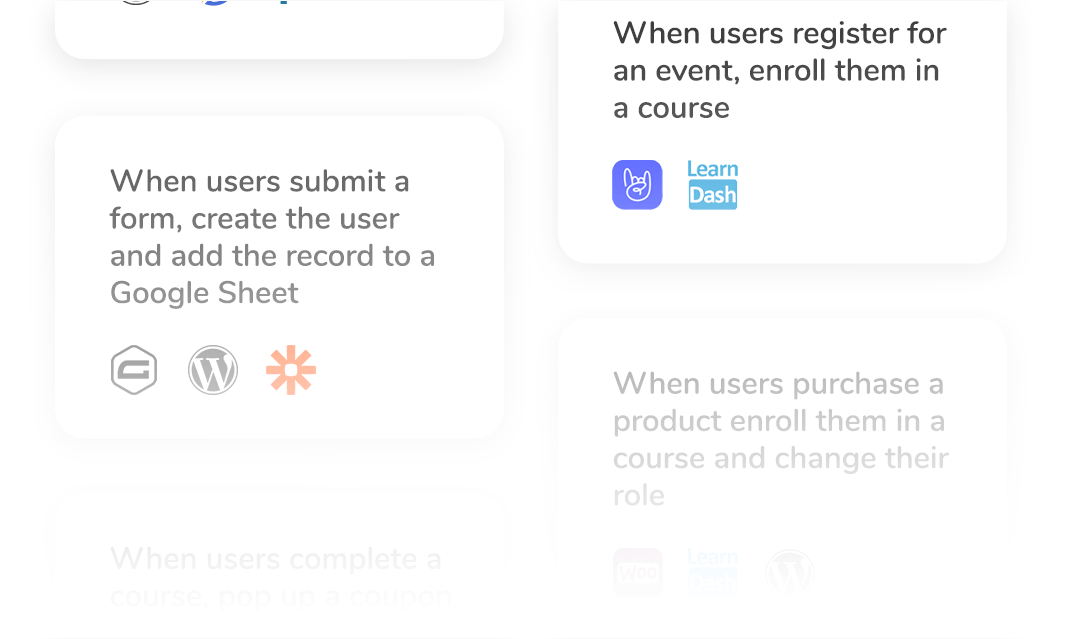 When users submit a
form, create the user
and add the record to a
Google Sheet
When users complete a
course, pop up a coupon
When users register for
an event, enroll them in
a course
Learn
Dash
When users purchase a
product enroll them in a
course and change their
role
Woo
Learn